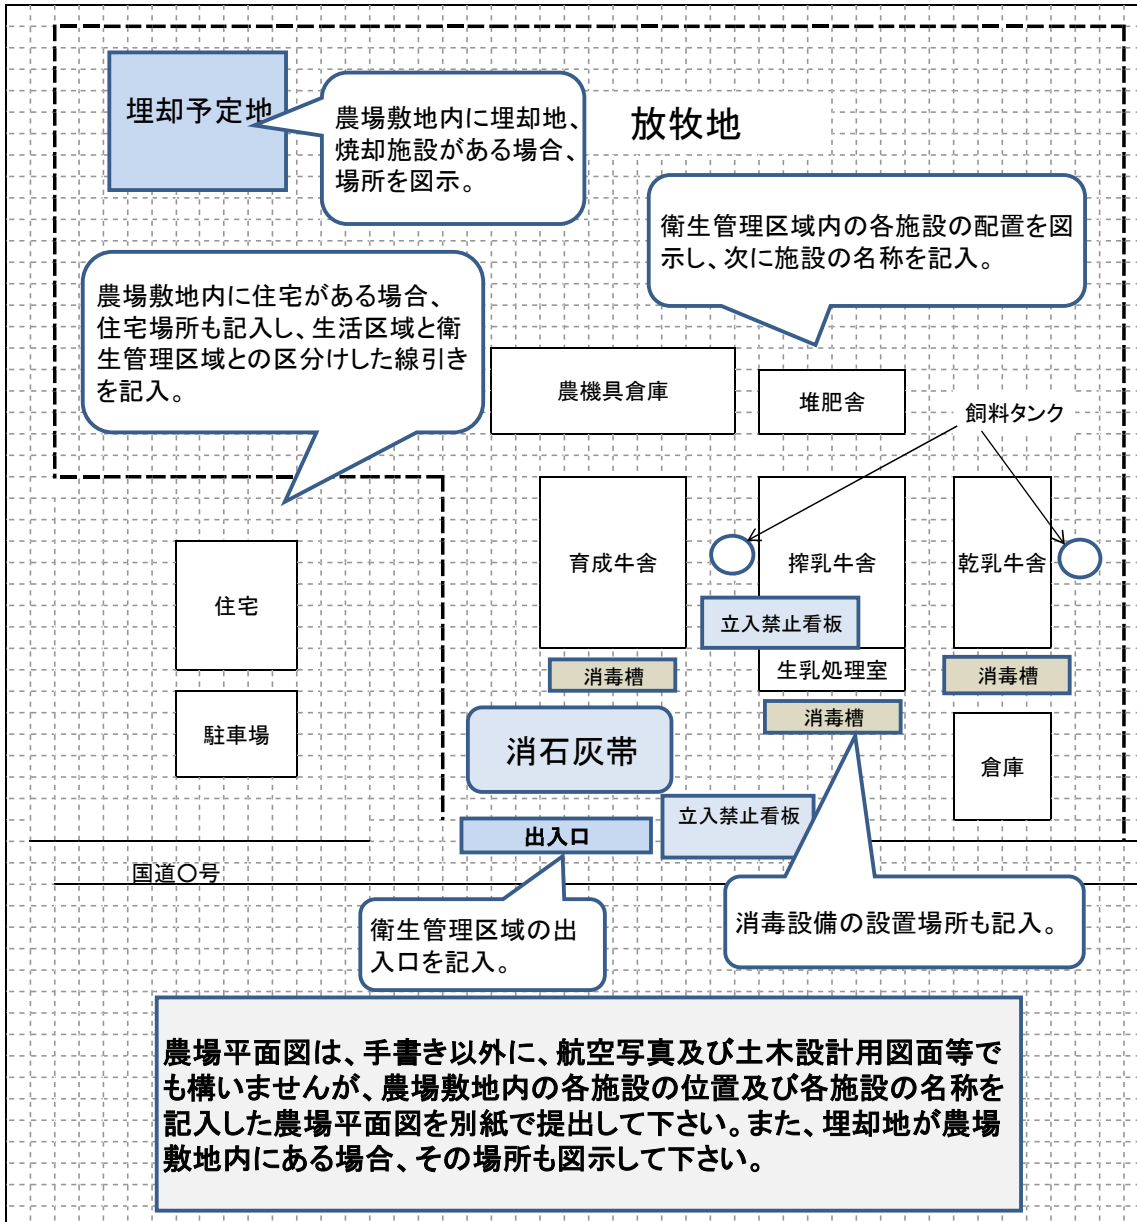 埋却予定地
農場敷地内に埋却地、
焼却施設がある場合、
場所を図示。
放牧地
衛生管理区域内の各施設の配置を図
示し、次に施設の名称を記入。
農場敷地内に住宅がある場合、
住宅場所も記入し、生活区域と衛
生管理区域との区分けした線引き
を記入。
農機具倉庫
堆肥舎
飼料タンク
育成牛舎
搾乳牛舎
乾乳牛舎
住宅
立入禁止看板
消毒槽
生乳処理室
消毒槽
消毒槽
駐車場
消石灰帯
倉庫
立入禁止看板
出入口
国道〇号
衛生管理区域の出
入口を記入。
消毒設備の設置場所も記入。
農場平面図は、手書き以外に、航空写真及び土木設計用図面等で
も構いませんが、農場敷地内の各施設の位置及び各施設の名称を
記入した農場平面図を別紙で提出して下さい。また、埋却地が農場
敷地内にある場合、その場所も図示して下さい。